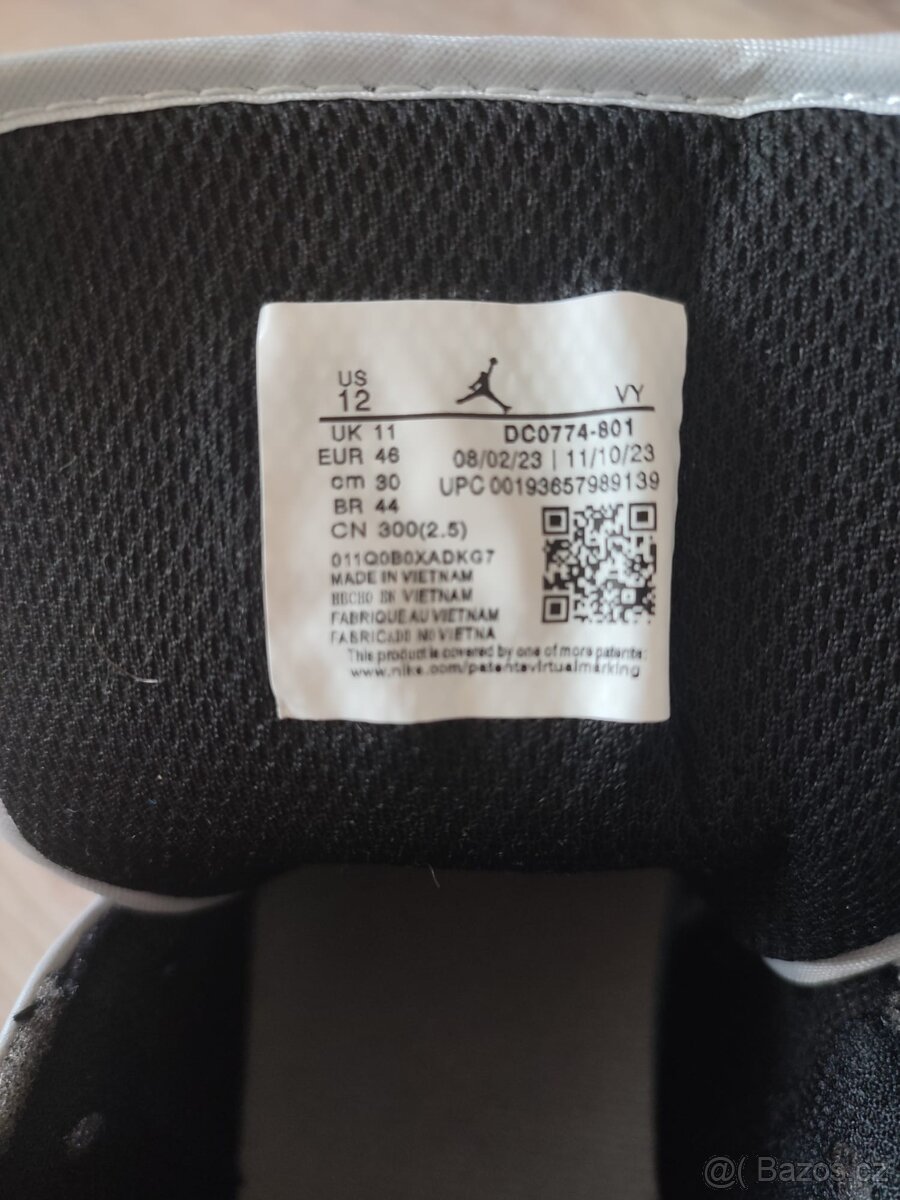 US
12
VY
UK 11
DC0774-801
EUR 46
08/02/23 | 11/10/23
cm 30
UPC 00193657989139
BR 44
CN 300(2.5)
011Q0B0XADKG7
MADE IN VIETNAM
HECHO EN VIETNAM
FABRIQUE AU VIETNAM
FABRICADO NO VIETNA
This product is covered by one of more patents:
www.nike.com/patentsvirtualmarking
@( Bazos.cz